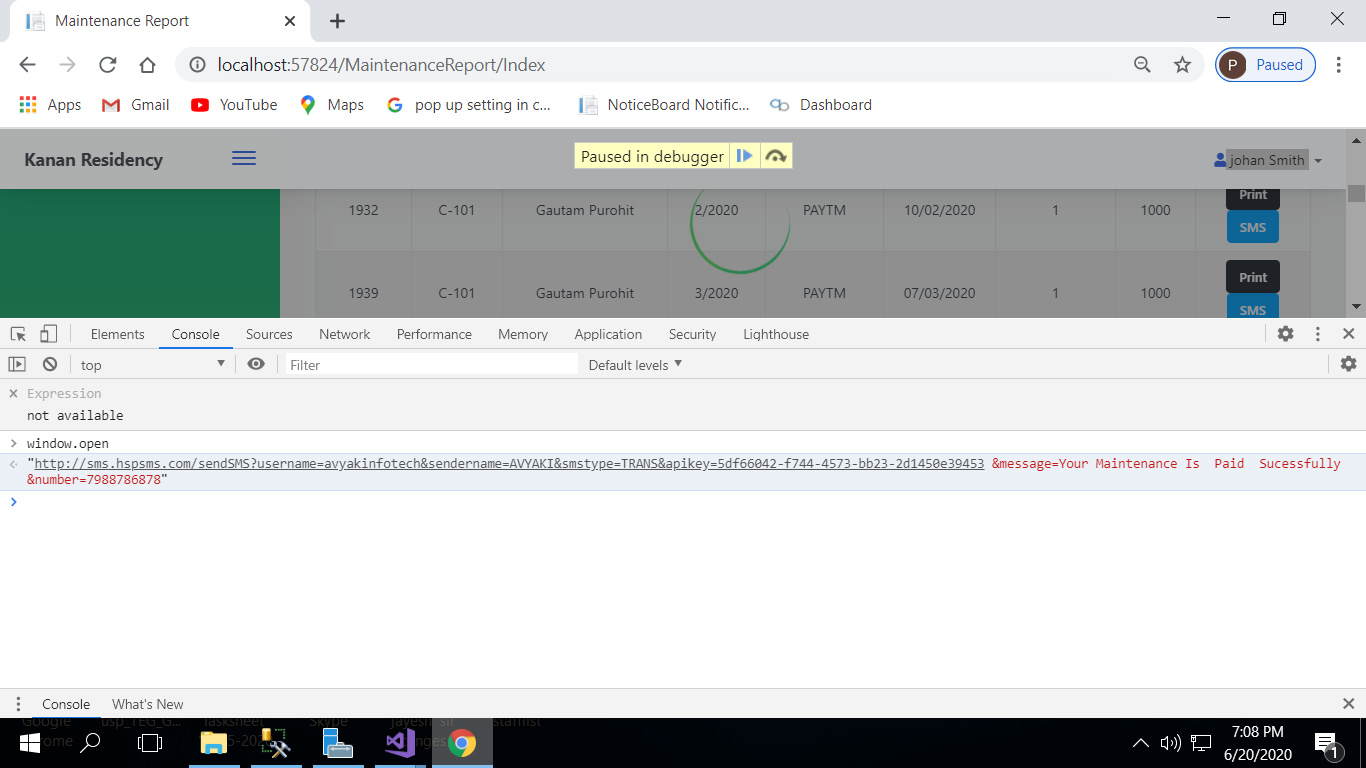 Maintenance Report
localhost:57824/MaintenanceReport/Index
P Paused
Apps Gmail YouTube Maps pop up setting in c... NoticeBoard Notific... Dashboard
Kanan Residency Paused in debugger johan Smith
1932 C-101 Gautam Purohit 2/2020 PAYTM 10/02/2020 1 1000 Print
SMS
1939 C-101 Gautam Purohit 3/2020 PAYTM 07/03/2020 1 1000 Print
SMS
Elements Console Sources Network Performance Memory Application Security Lighthouse
top Filter Default levels
Expression
not available
window.open
"http://sms.hspsms.com/sendSMS?username=avyakinfotech&sendername=AVYAKI&smstype=TRANS&apikey=5df66042-f744-4573-bb23-2d1450e39453 &message=Your Maintenance Is Paid Sucessfully
&number=7988786878"
Console What's New
Google usp_TEG_G... Tasksheet Skype
7:08 PM
6/20/2020
1